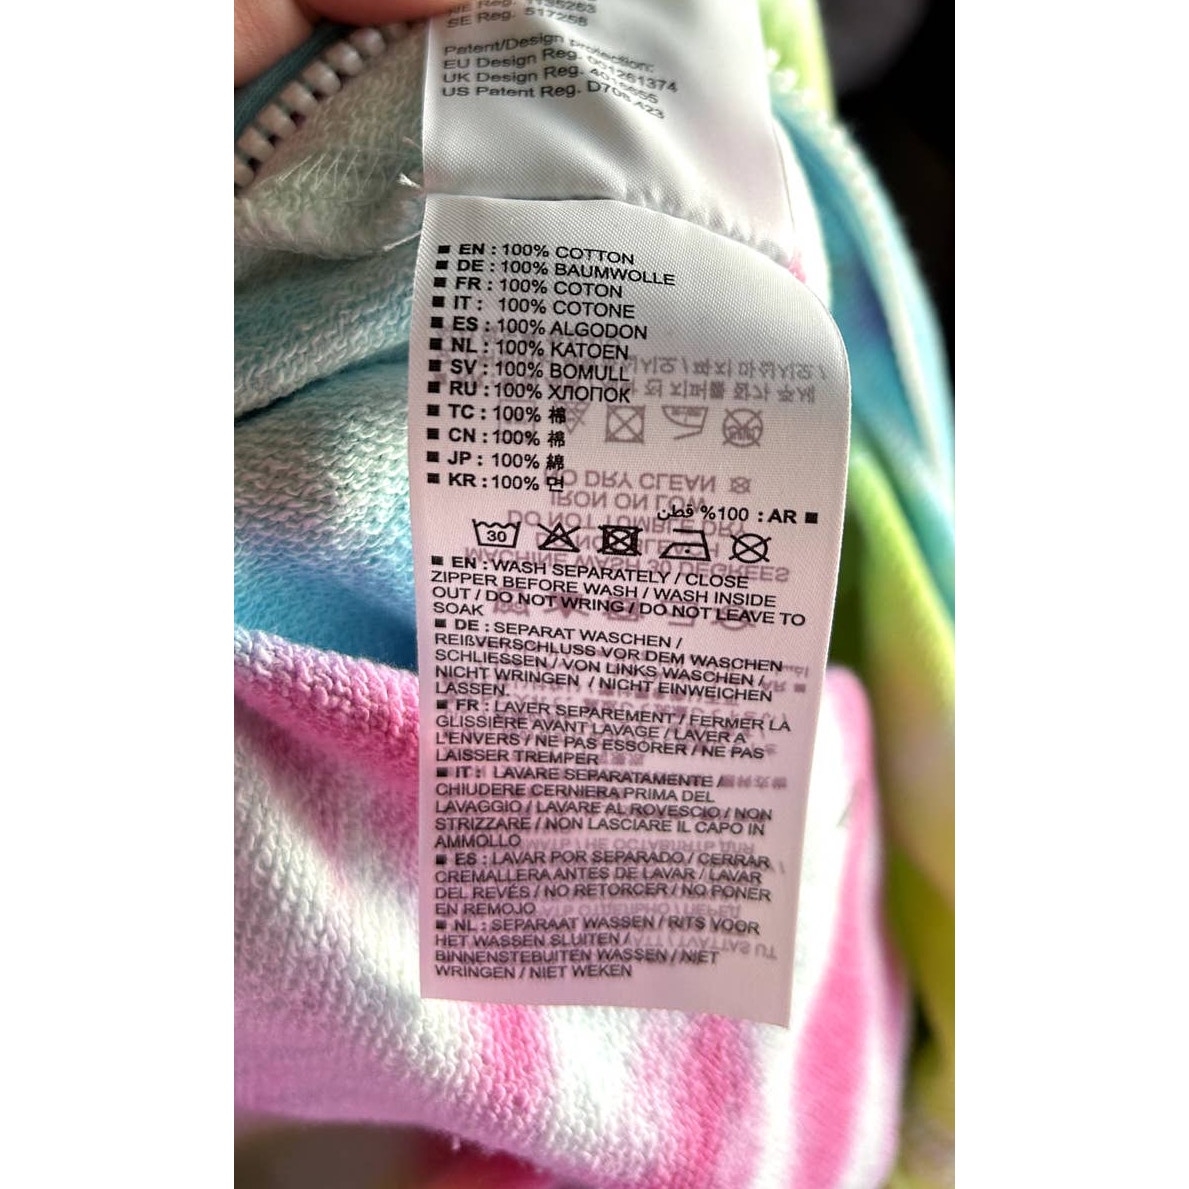 SE Reg. 517258
Patent/Design protection:
EU Design Reg. 001261374
UK Design Reg.
US Patent Reg.
■ EN : 100% COTTON
■ DE : 100% BAUMWOLLE
■ FR : 100% COTON
■ IT : 100% COTONE
■ ES : 100% ALGODON
■ NL : 100% KATOEN
■ SV : 100% BOMULL
■ RU : 100% ХЛОПОК
■ TC : 100% 棉
■ CN : 100% 棉
■ JP : 100% 綿
■ KR : 100% 면
■ AR : 100% قطن
30
■ EN : WASH SEPARATELY / CLOSE
ZIPPER BEFORE WASH / WASH INSIDE
OUT / DO NOT WRING / DO NOT LEAVE TO
SOAK
■ DE : SEPARAT WASCHEN /
REIßVERSCHLUSS VOR DEM WASCHEN
SCHLIESSEN / VON LINKS WASCHEN /
NICHT WRINGEN / NICHT EINWEICHEN
LASSEN.
■ FR : LAVER SEPAREMENT / FERMER LA
GLISSIÈRE AVANT LAVAGE / LAVER A
L'ENVERS / NE PAS ESSORER / NE PAS
LAISSER TREMPER
■ IT : LAVARE SEPARATAMENTE /
CHIUDERE CERNIERA PRIMA DEL
LAVAGGIO / LAVARE AL ROVESCIO / NON
STRIZZARE / NON LASCIARE IL CAPO IN
AMMOLLO
■ ES : LAVAR POR SEPARADO / CERRAR
CREMALLERA ANTES DE LAVAR / LAVAR
DEL REVÉS / NO RETORCER / NO PONER
EN REMOJO
■ NL : SEPARAAT WASSEN / RITS VOOR
HET WASSEN SLUITEN /
BINNENSTEBUITEN WASSEN / NIET
WRINGEN / NIET WEKEN